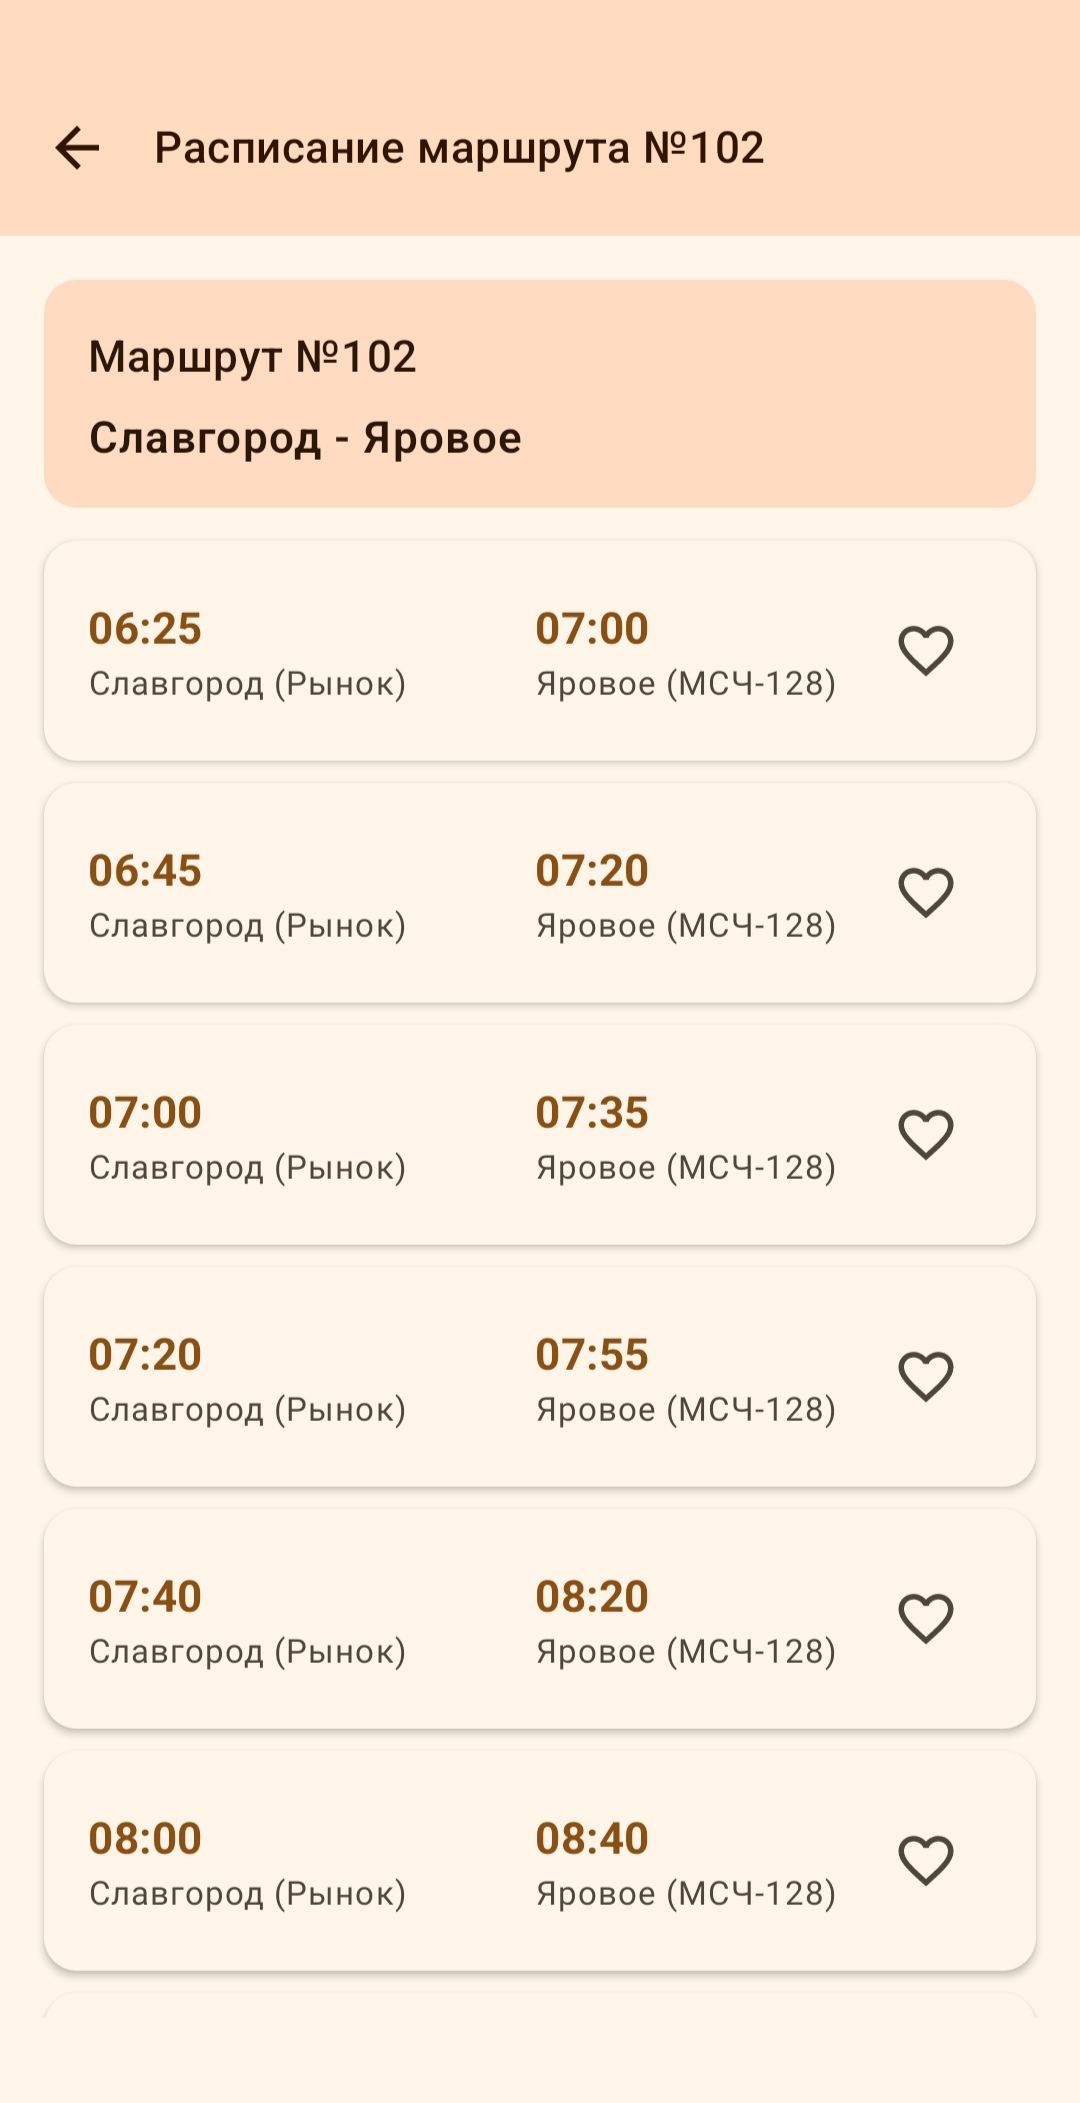 Расписание маршрута №102
Маршрут №102
Славгород - Яровое
06:25 07:00
Славгород (Рынок) Яровое (МСЧ-128)
06:45 07:20
Славгород (Рынок) Яровое (МСЧ-128)
07:00 07:35
Славгород (Рынок) Яровое (МСЧ-128)
07:20 07:55
Славгород (Рынок) Яровое (МСЧ-128)
07:40 08:20
Славгород (Рынок) Яровое (МСЧ-128)
08:00 08:40
Славгород (Рынок) Яровое (МСЧ-128)